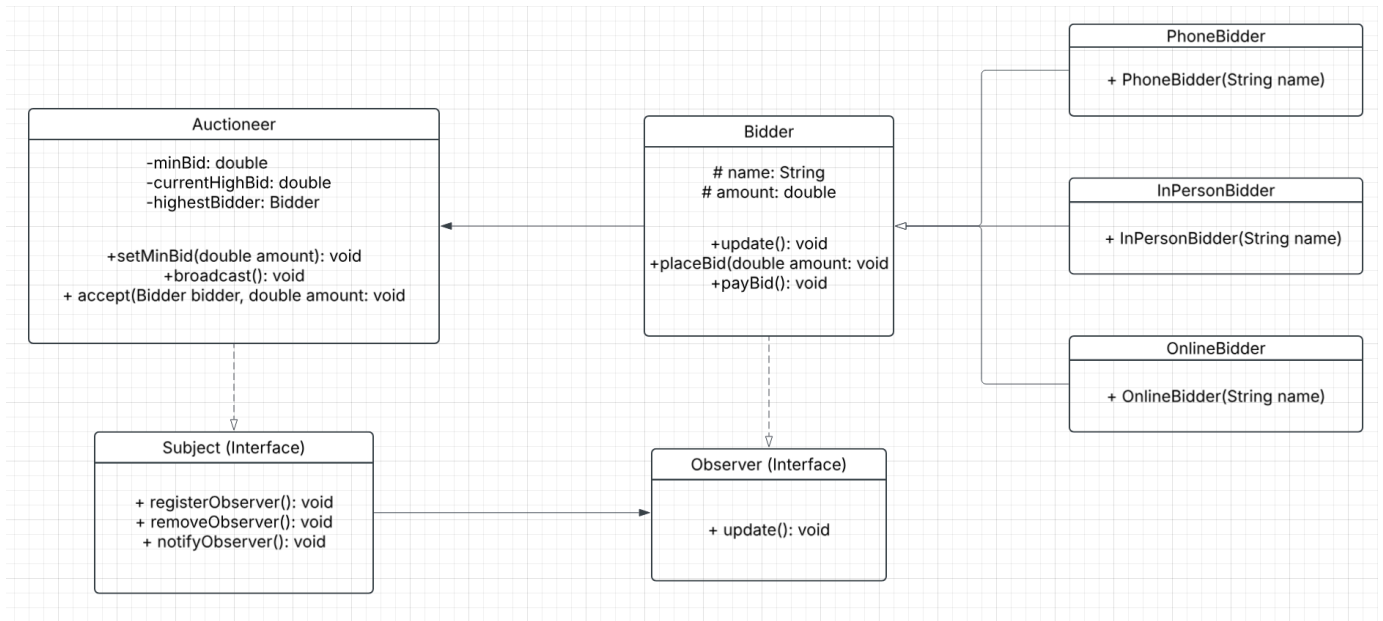 Auctioneer
-minBid: double
-currentHighBid: double
-highestBidder: Bidder
+setMinBid(double amount): void
+broadcast(): void
+ accept(Bidder bidder, double amount: void
Bidder
# name: String
# amount: double
+update(): void
+placeBid(double amount: void
+payBid(): void
PhoneBidder
+ PhoneBidder(String name)
InPersonBidder
+ InPersonBidder(String name)
OnlineBidder
+ OnlineBidder(String name)
Subject (Interface)
+ registerObserver(): void
+ removeObserver(): void
+ notifyObserver(): void
Observer (Interface)
+ update(): void